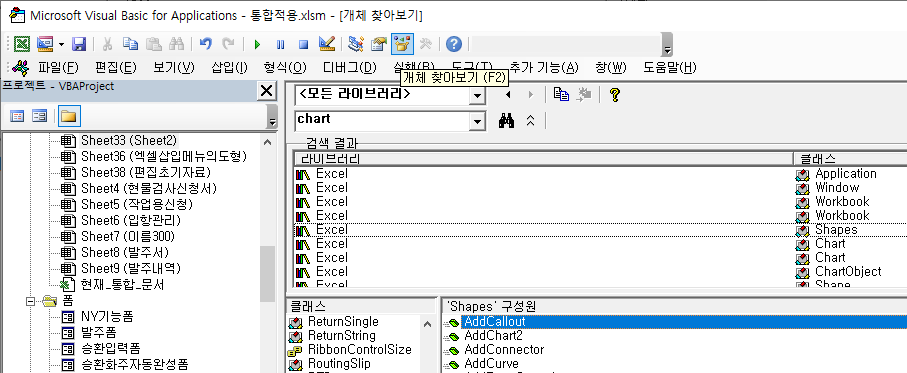 Microsoft Visual Basic for Applications - 통합적용.xlsm - [개체 찾아보기]
파일(F) 편집(E) 보기(V) 삽입(I) 형식(O) 디버그(D) 실행(R) 도구(T) 추가 기능(A) 창(W) 도움말(H)
개체 찾아보기 (F2)
프로젝트 - VBAProject
Sheet33 (Sheet2)
Sheet36 (엑셀삽입메뉴의도형)
Sheet38 (편집초기자료)
Sheet4 (현물검사신청서)
Sheet5 (작업용신청)
Sheet6 (입항관리)
Sheet7 (이름300)
Sheet8 (발주서)
Sheet9 (발주내역)
현재_통합_문서
폼
NY기능폼
발주폼
승환입력폼
승환화주자동완성폼
<모든 라이브러리>
chart
검색 결과
라이브러리 클래스
Excel Application
Excel Window
Excel Workbook
Excel Workbook
Excel Shapes
Excel Chart
Excel Chart
Excel ChartObject
Excel Shape
클래스
ReturnSingle
ReturnString
RibbonControlSize
RoutingSlip
'Shapes' 구성원
AddCallout
AddChart2
AddConnector
AddCurve